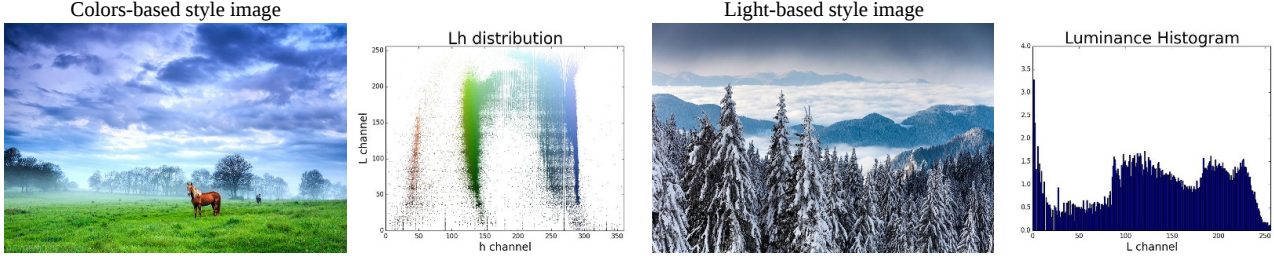 Colors-based style image
Lh distribution
L channel
250
200
150
100
50
0
0 50 100 150 200 250 300 350
h channel
Light-based style image
Luminance Histogram
4.0
3.5
3.0
2.5
2.0
1.5
1.0
0.5
0.0
0 50 100 150 200 250
L channel